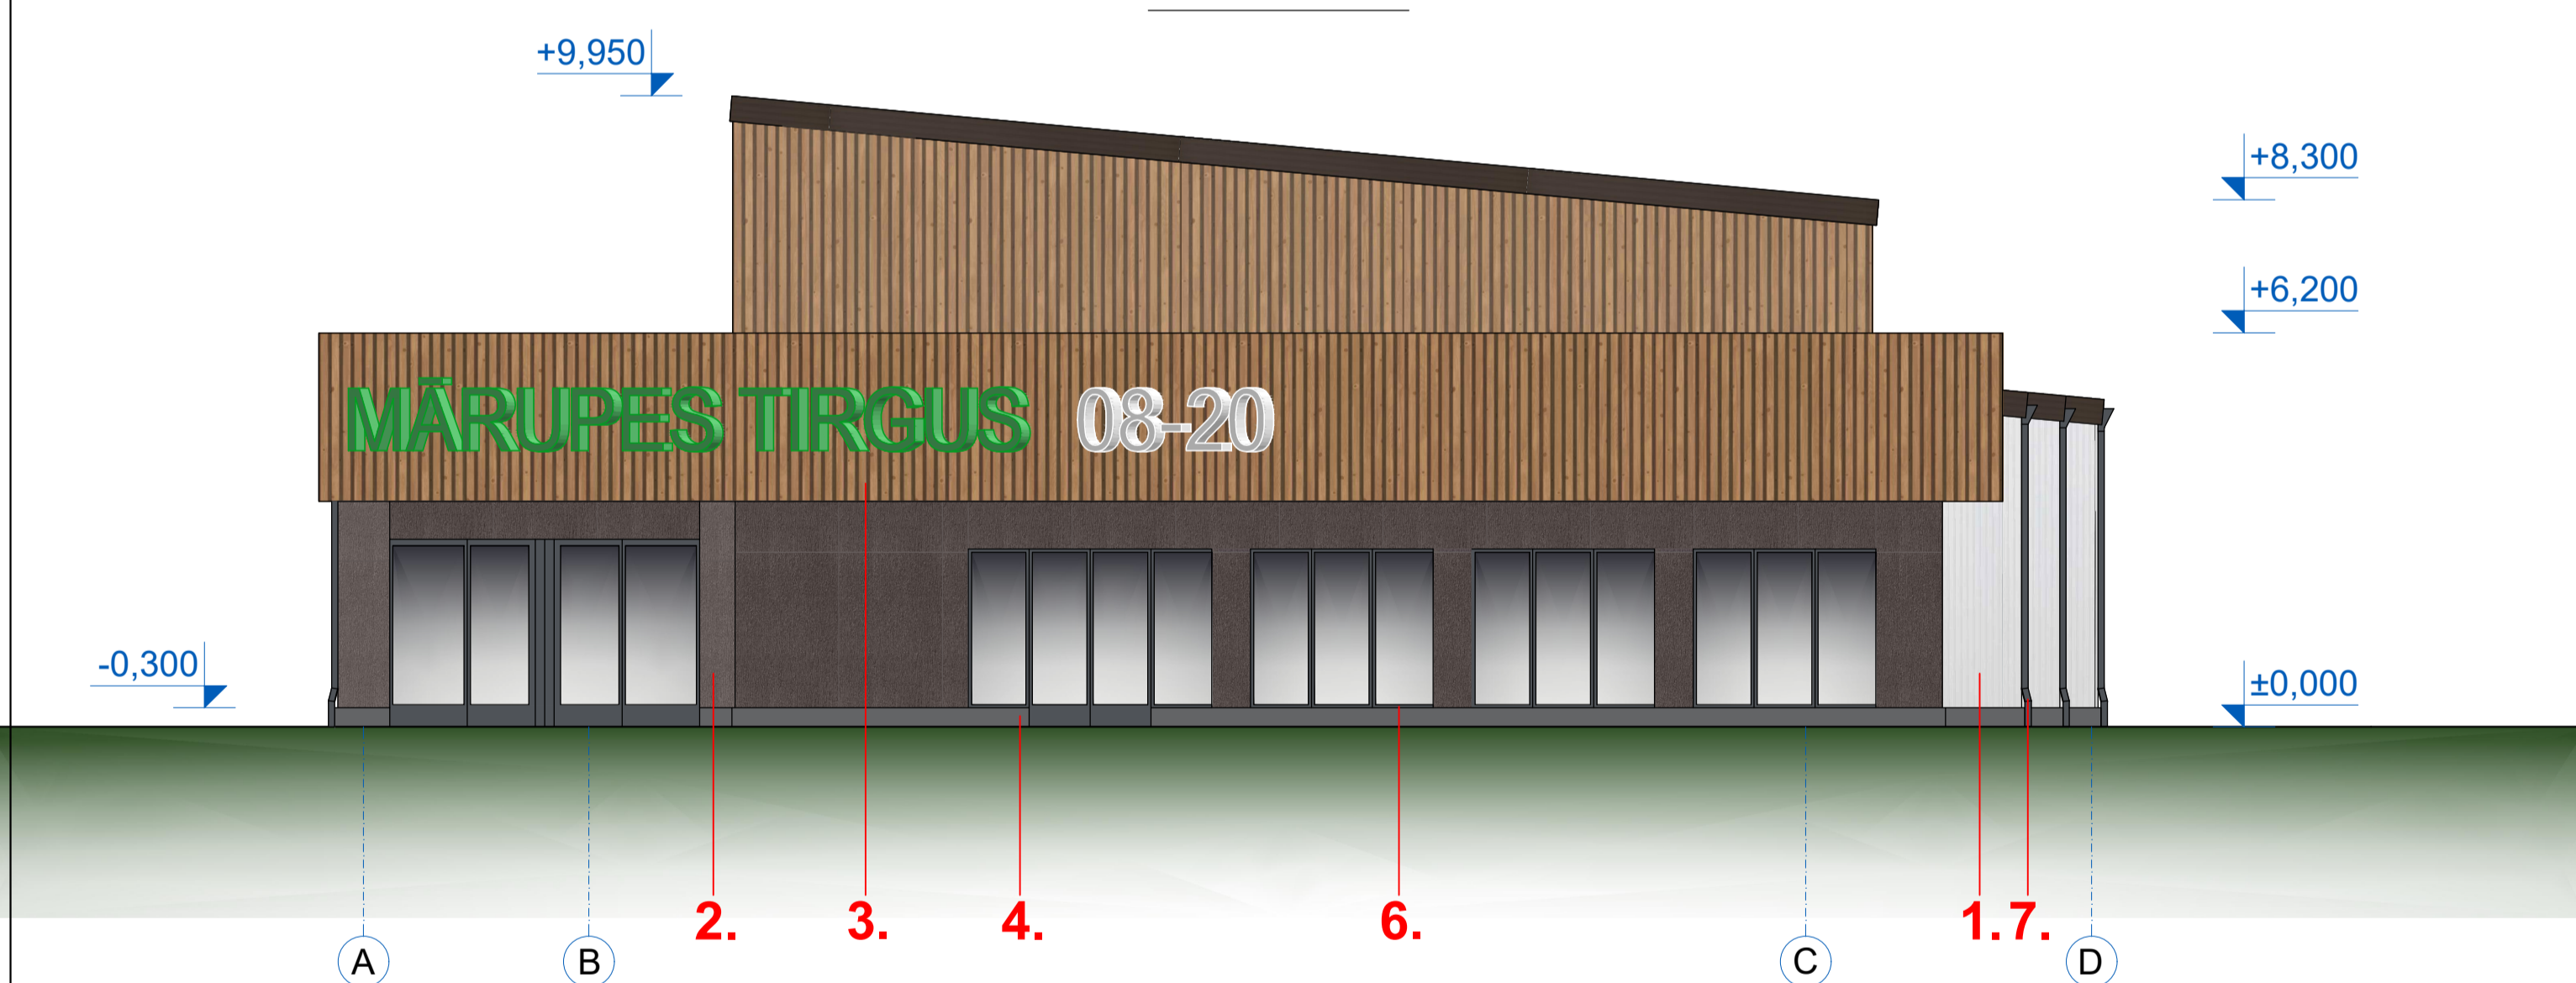 +9,950
+8,300
+6,200
MĀRUPES TIRGUS 08-20
-0,300
±0,000
2. 3. 4. 6. 1. 7.
A B C D